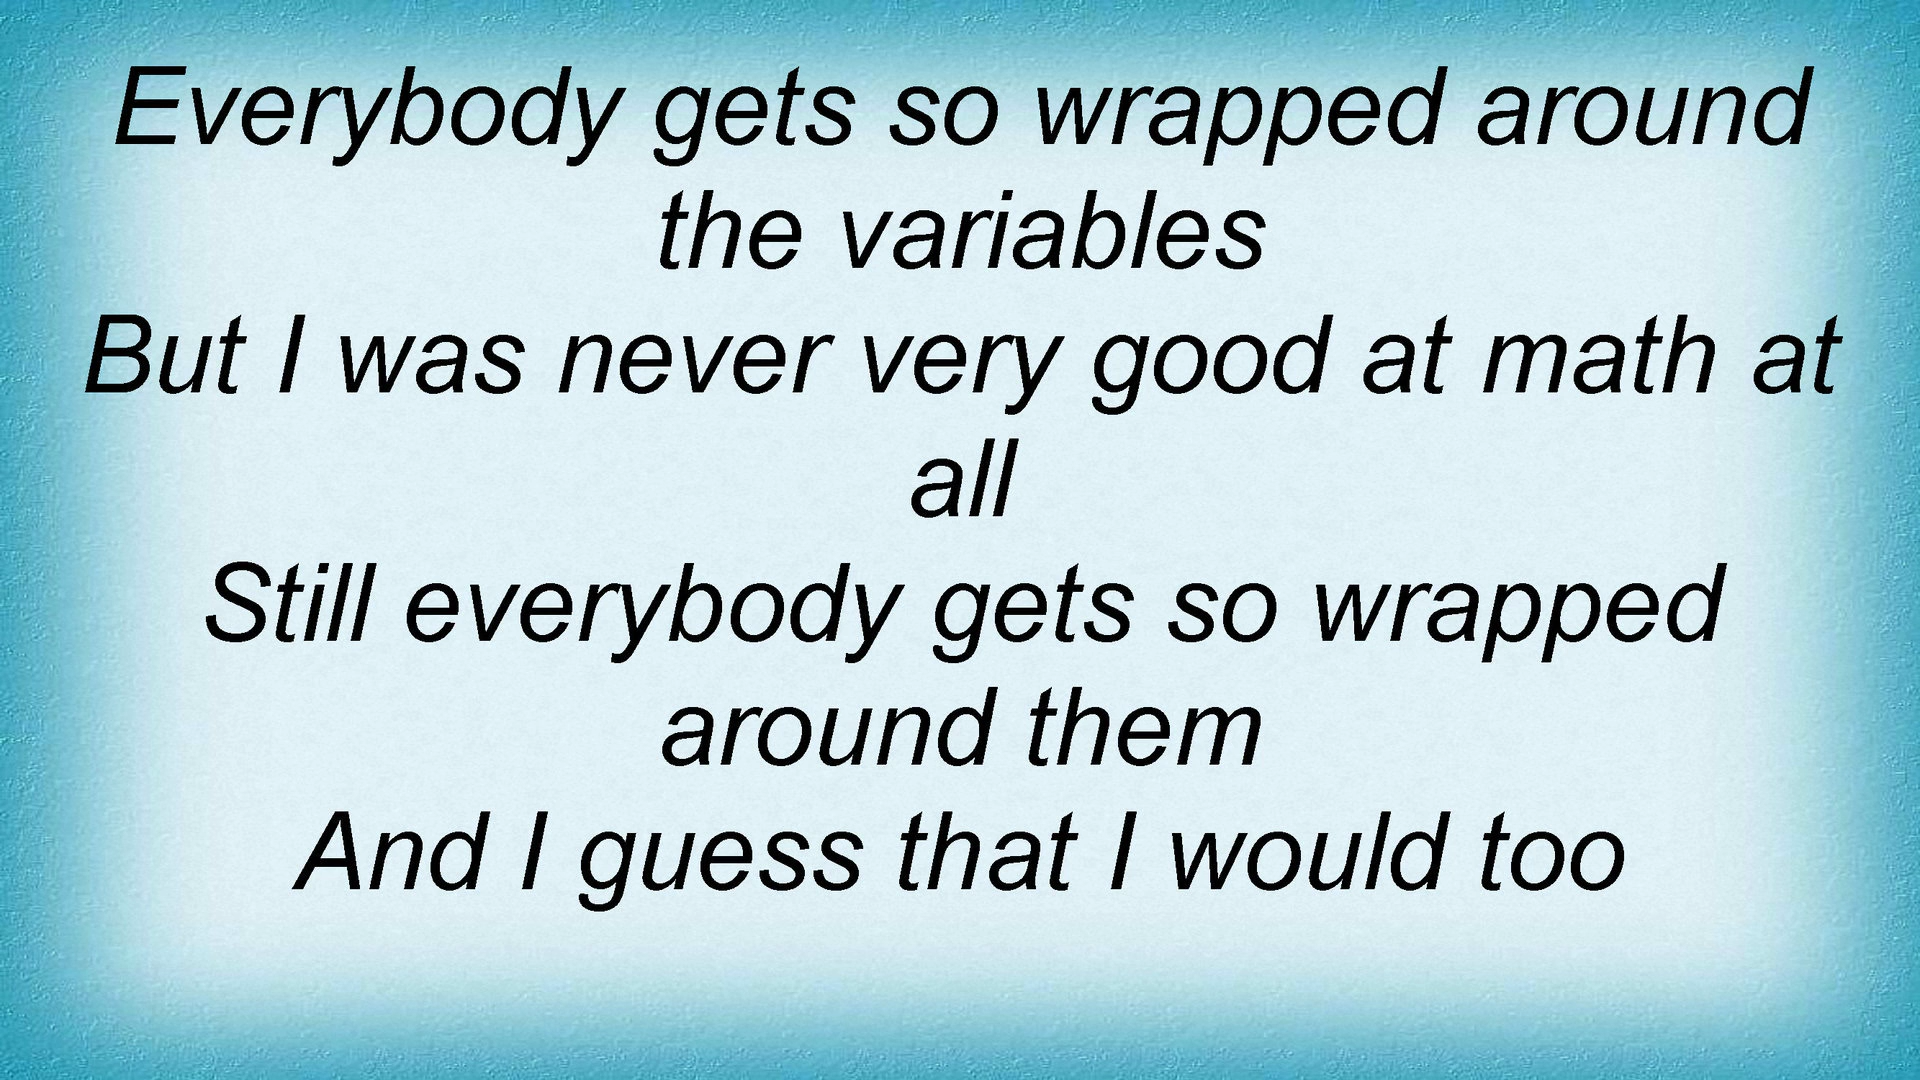 Everybody gets so wrapped around
the variables
But I was never very good at math at
all
Still everybody gets so wrapped
around them
And I guess that I would too